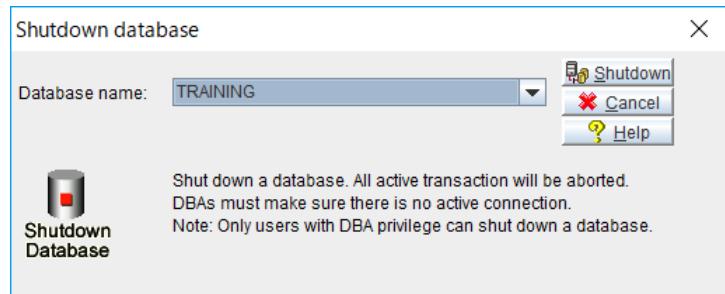 Shutdown database
Database name:
TRAINING
Shutdown
Cancel
Help
Shut down a database. All active transaction will be aborted.
DBAs must make sure there is no active connection.
Note: Only users with DBA privilege can shut down a database.
Shutdown
Database